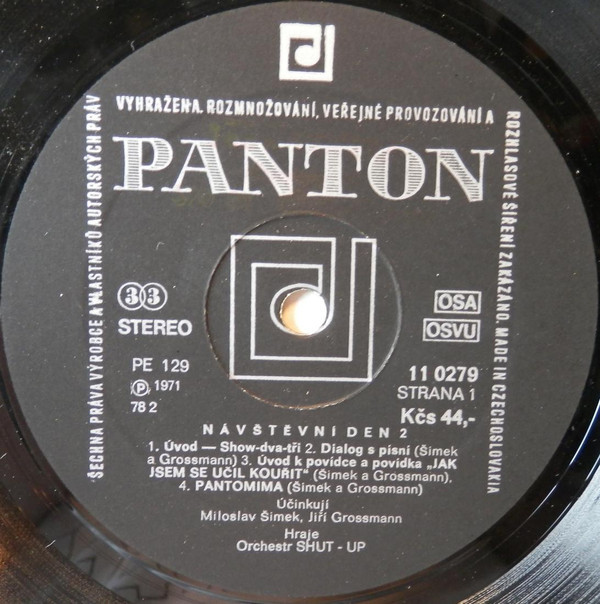 VYHRAŽENA. ROZMNOŽOVÁNÍ, VEŘEJNÉ PROVOZOVÁNÍ A
ROZHLASOVÉ ŠÍŘENÍ ZAKÁZÁNO. MADE IN CZECHOSLOVAKIA
ŠECHNA PRÁVA VÝROBCE A VLASTNÍKŮ AUTORSKÝCH PRÁV
PANTON
33
STEREO
PE 129
Ⓟ 1971
78 2
OSA
OSVU
11 0279
STRANA 1
Kčs 44,-
NÁVŠTĚVNÍ DEN 2
1. Úvod — Show-dva-tři 2. Dialog s písní (Šimek
a Grossmann) 3. Úvod k povídce a povídka „JAK
JSEM SE UČIL KOUŘIT“ (Šimek a Grossmann),
4. PANTOMIMA (Šimek a Grossmann)
Účinkují
Miloslav Šimek, Jiří Grossmann
Hraje
Orchestr SHUT - UP